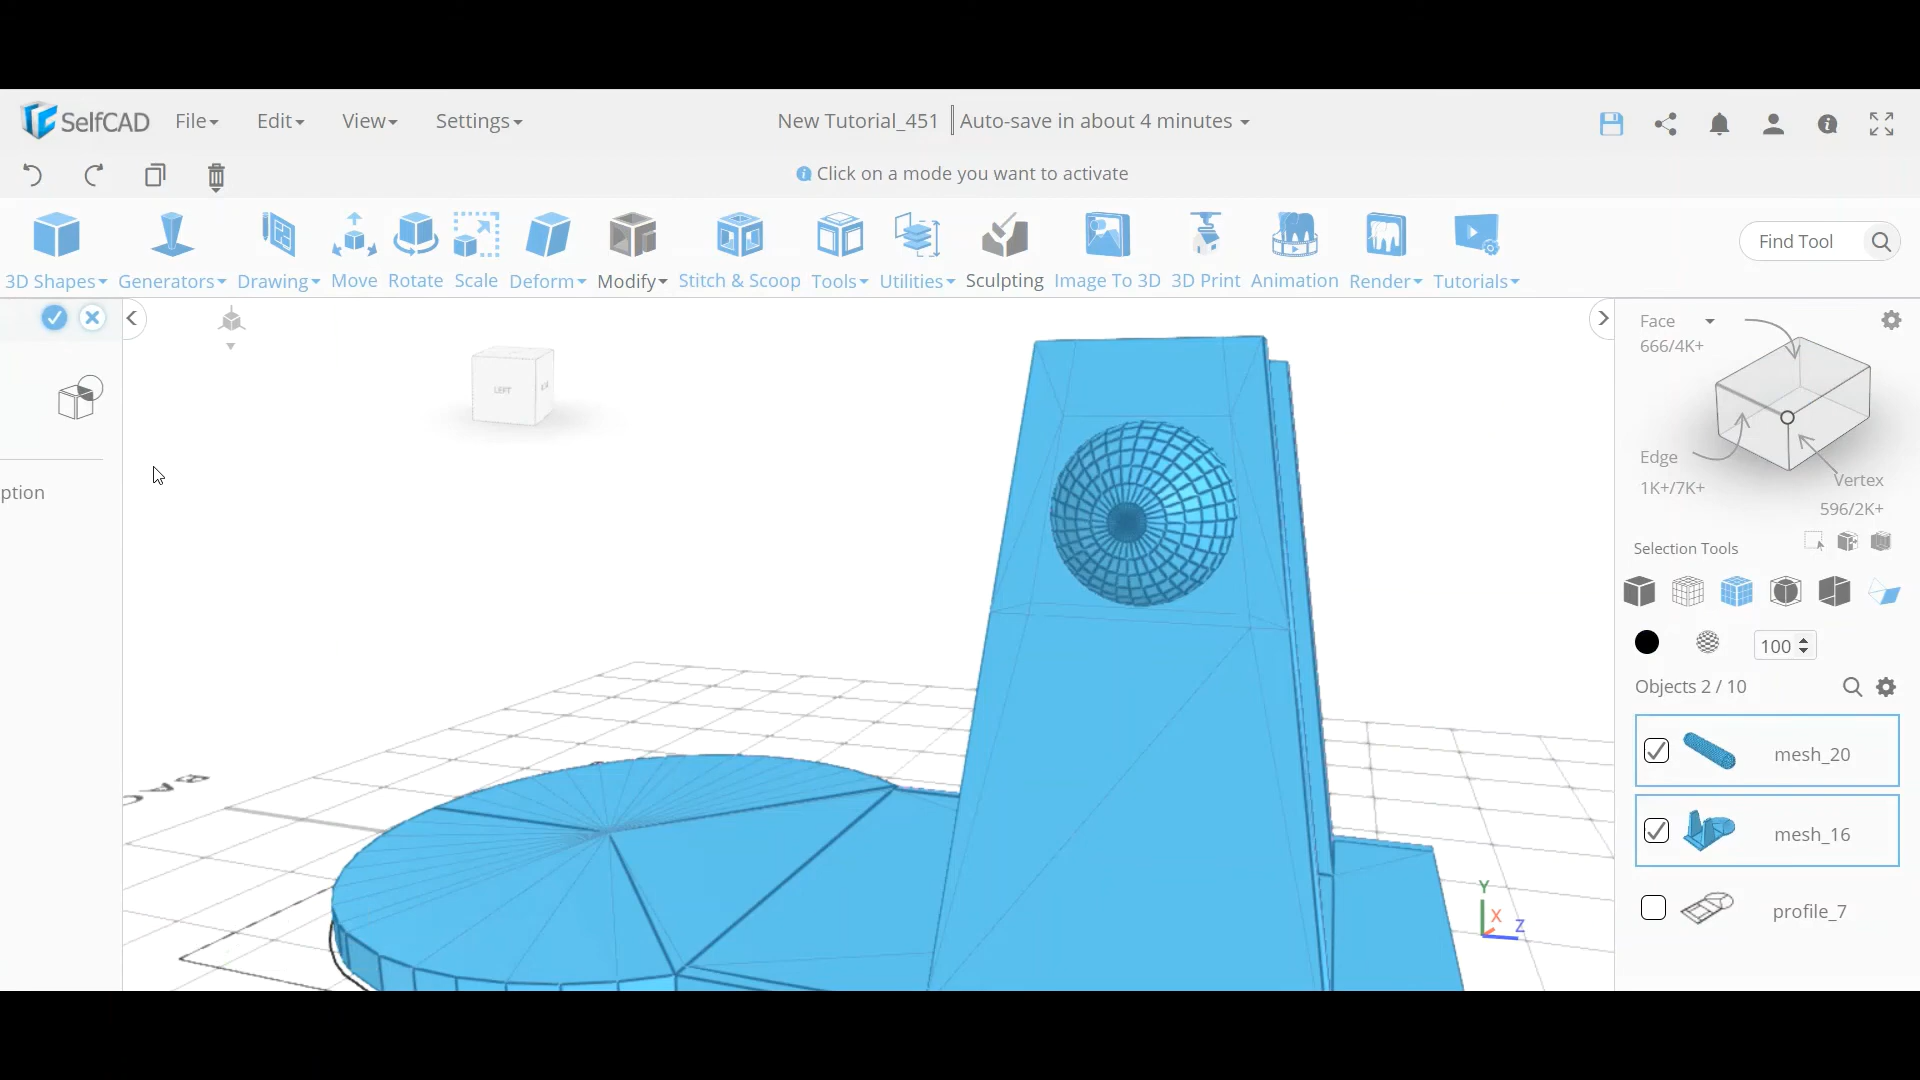 SelfCAD File Edit View Settings New Tutorial_451 Auto-save in about 4 minutes
Click on a mode you want to activate
3D Shapes Generators Drawing Move Rotate Scale Deform Modify Stitch & Scoop Tools Utilities Sculpting Image To 3D 3D Print Animation Render Tutorials
Find Tool
ption
LEFT
BAC
Y
X
Z
Face
666/4K+
Edge
1K+/7K+
Vertex
596/2K+
Selection Tools
100
Objects 2 / 10
mesh_20
mesh_16
profile_7